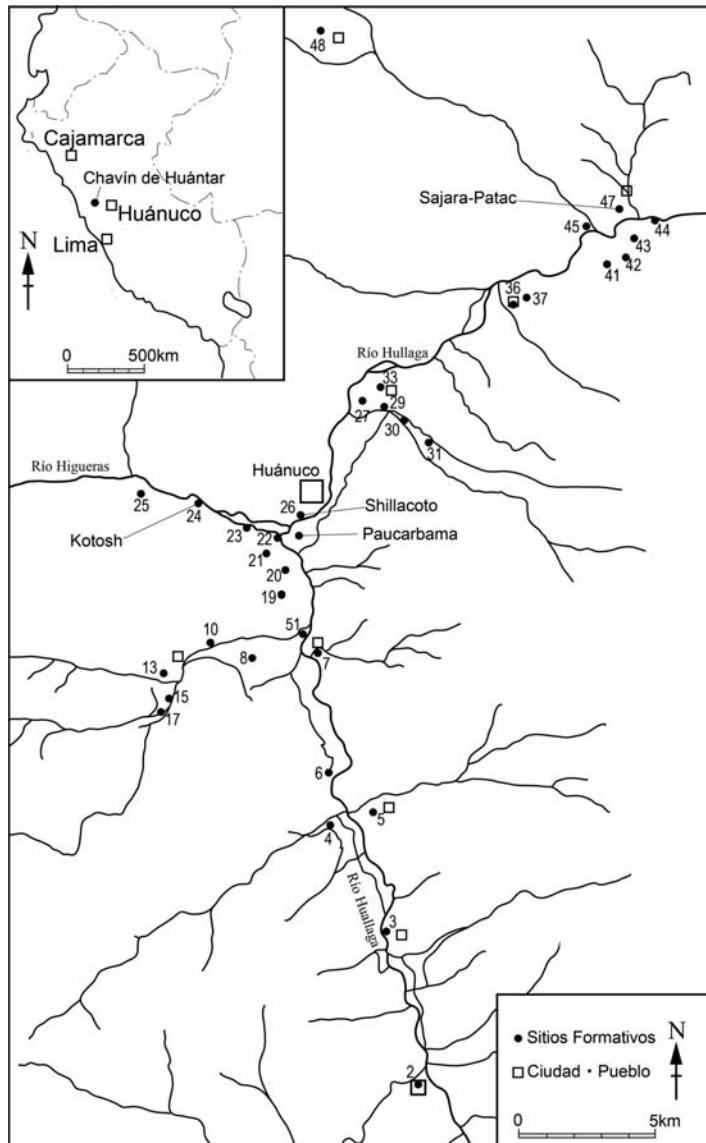 Cajamarca
Chavín de Huántar
Huánuco
Lima
N
0 500km
48
Sajara-Patac
47
45
44
43
42
41
36
37
Río Hullaga
33
27
29
30
31
Río Higueras
Huánuco
25
24
26
Shillacoto
Kotosh
23
22
Paucarbama
21
20
19
51
10
8
7
13
15
17
6
5
4
Río Huallaga
3
2
Sitios Formativos
N
Ciudad・Pueblo
0 5km